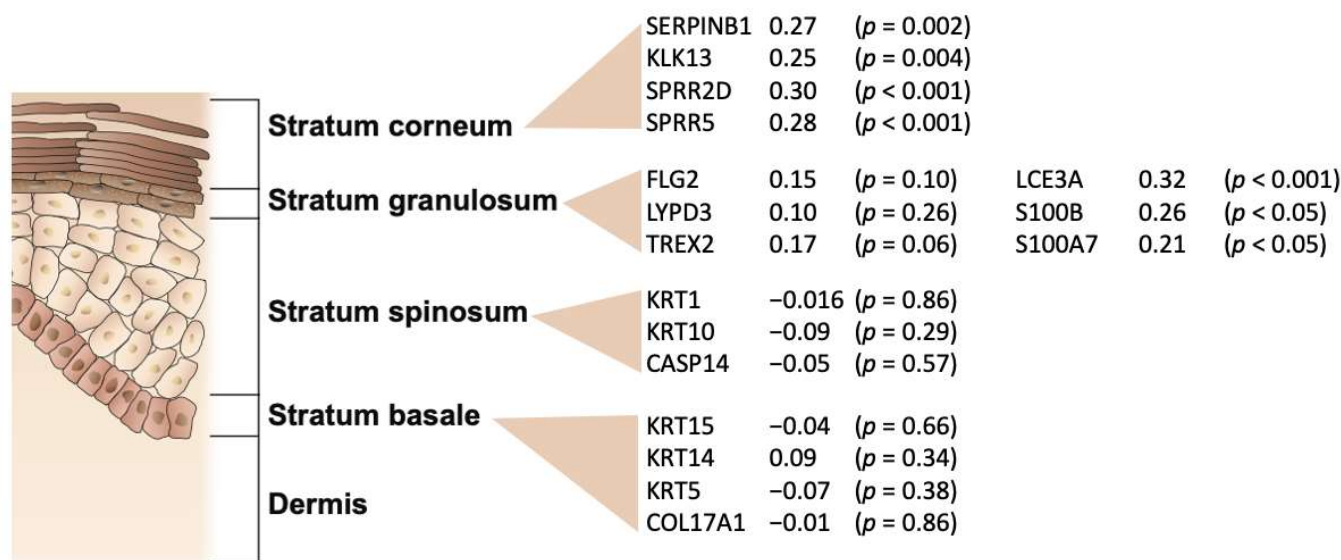 SERPINB1 0.27 (p = 0.002)
KLK13 0.25 (p = 0.004)
SPRR2D 0.30 (p < 0.001)
Stratum corneum
SPRR5 0.28 (p < 0.001)
FLG2 0.15 (p = 0.10) LCE3A 0.32 (p < 0.001)
Stratum granulosum
LYPD3 0.10 (p = 0.26) S100B 0.26 (p < 0.05)
TREX2 0.17 (p = 0.06) S100A7 0.21 (p < 0.05)
Stratum spinosum
KRT1 −0.016 (p = 0.86)
KRT10 −0.09 (p = 0.29)
CASP14 −0.05 (p = 0.57)
Stratum basale
KRT15 −0.04 (p = 0.66)
KRT14 0.09 (p = 0.34)
KRT5 −0.07 (p = 0.38)
COL17A1 −0.01 (p = 0.86)
Dermis